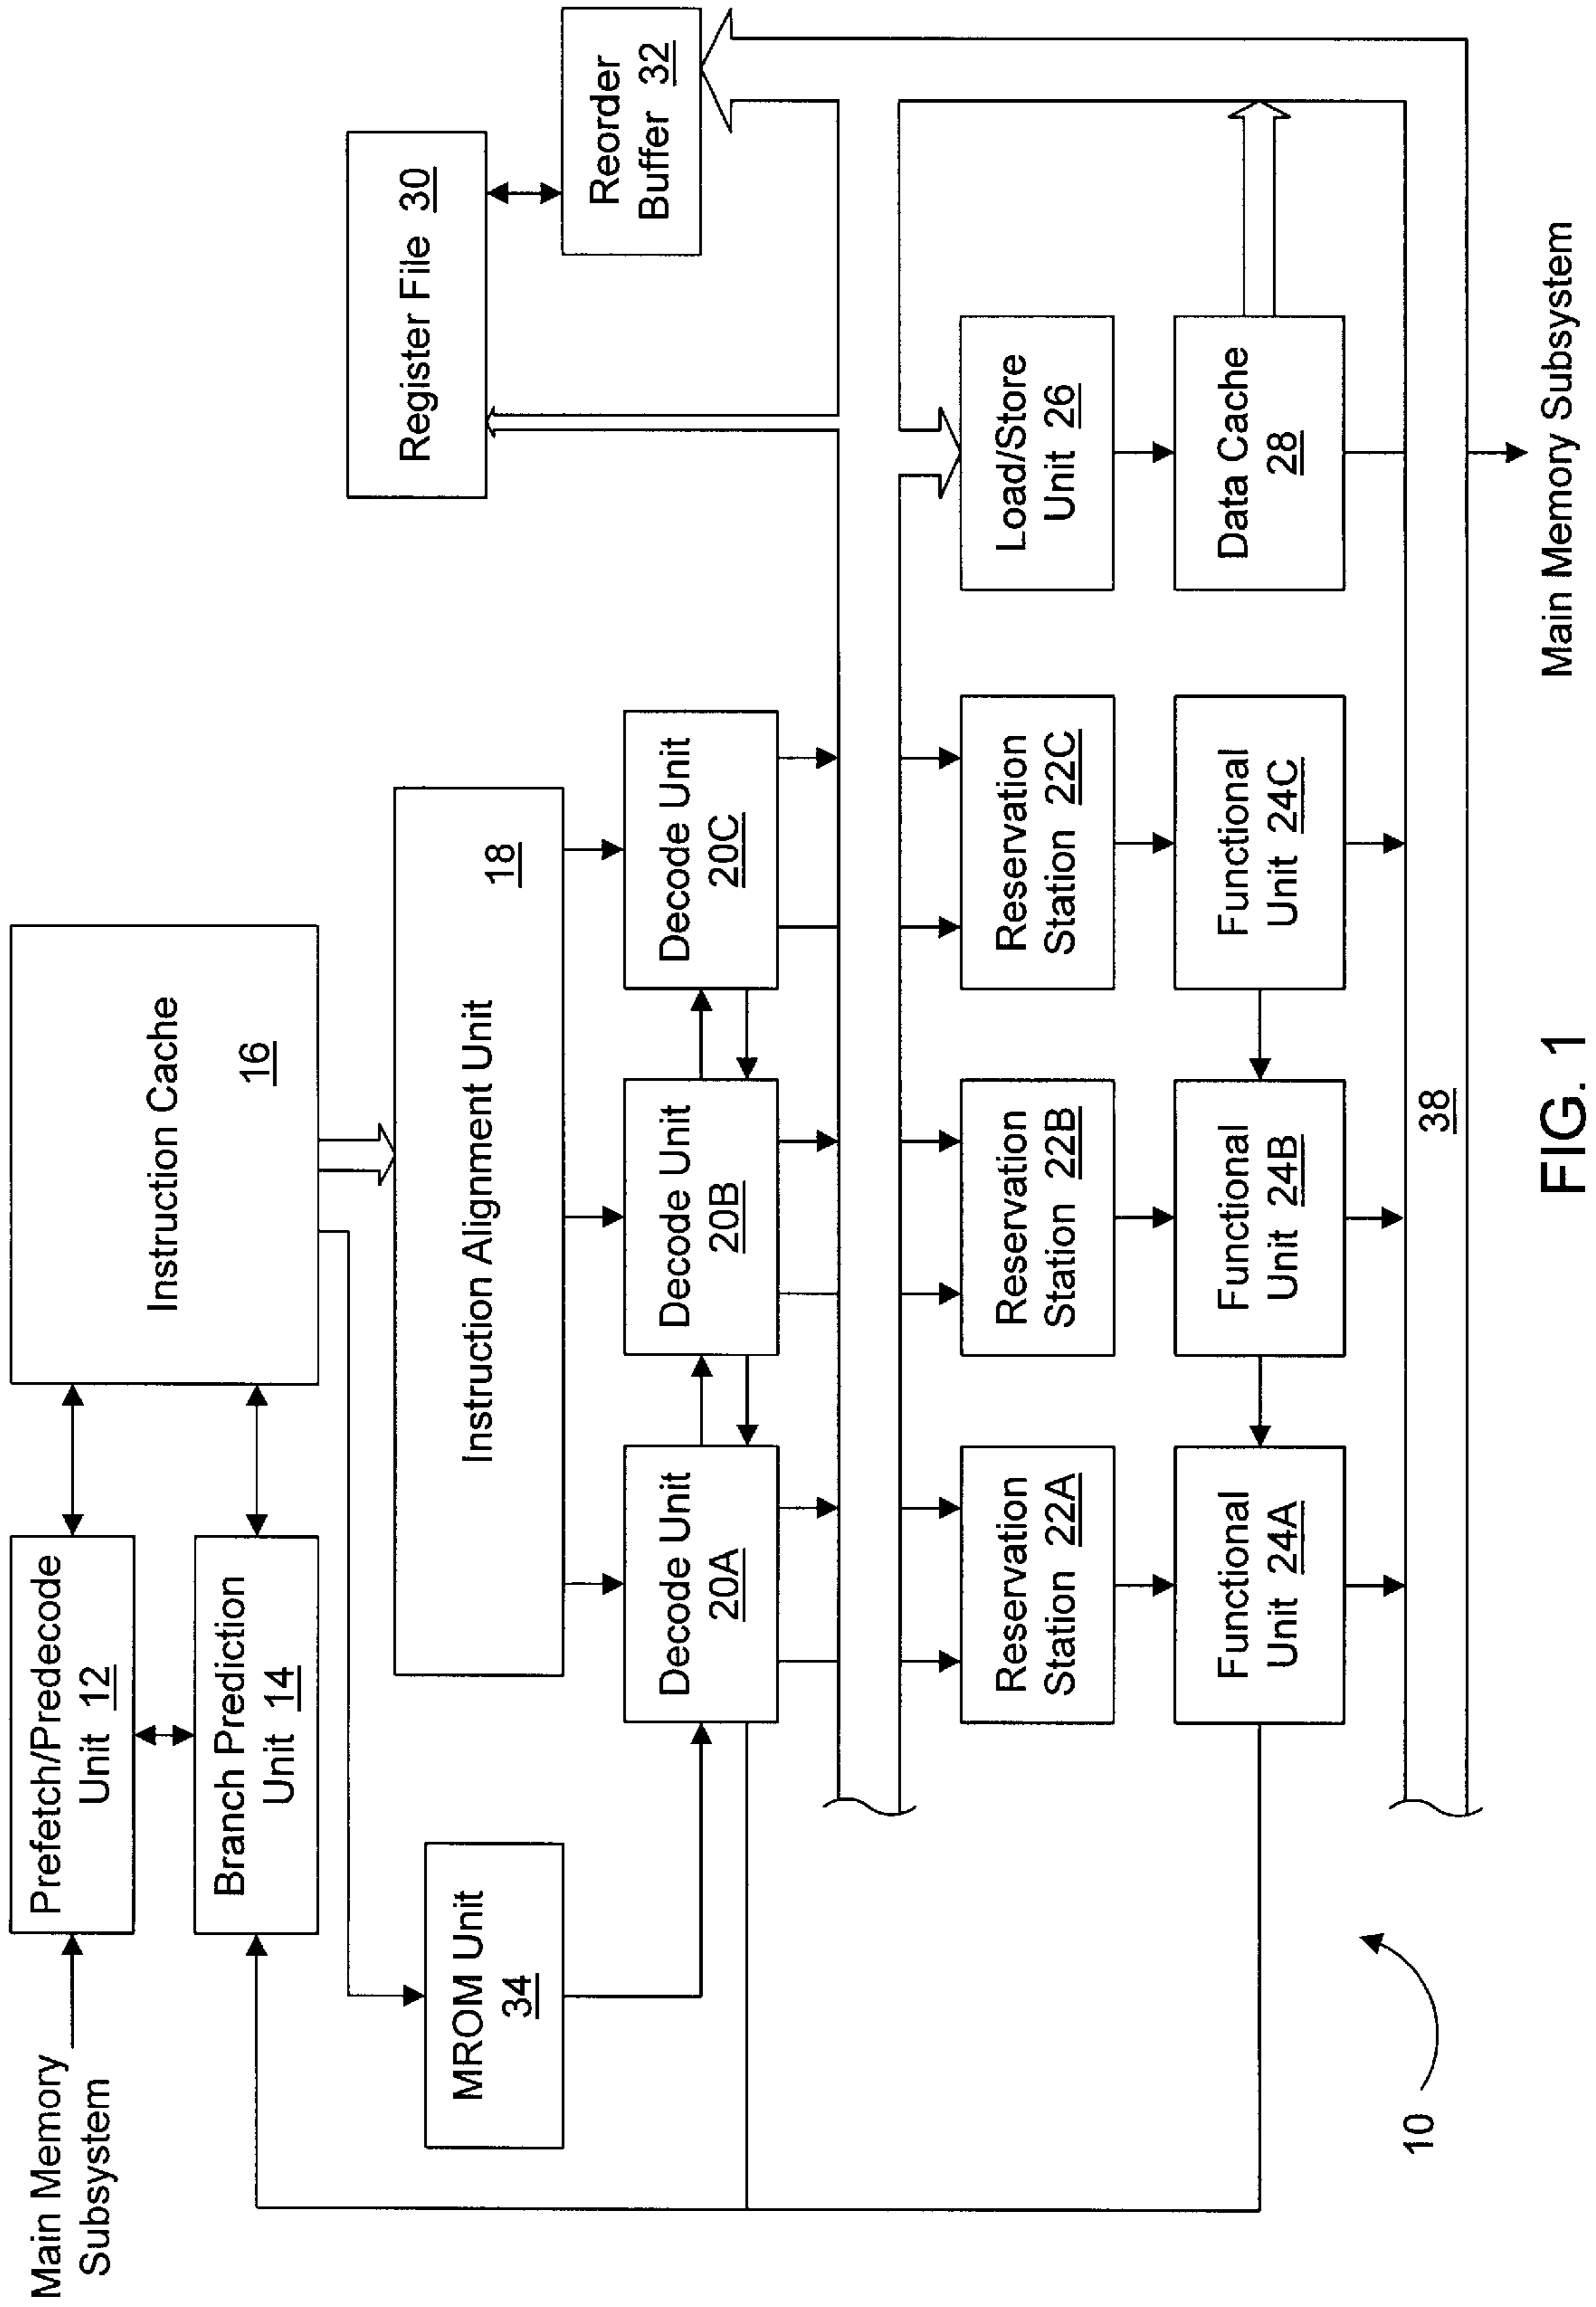 Main Memory
Subsystem
Prefetch/Predecode
Unit 12
Branch Prediction
Unit 14
Instruction Cache
16
MROM Unit
34
Instruction Alignment Unit
18
Register File 30
Reorder
Buffer 32
Decode Unit
20A
Decode Unit
20B
Decode Unit
20C
Reservation
Station 22A
Reservation
Station 22B
Reservation
Station 22C
Load/Store
Unit 26
Functional
Unit 24A
Functional
Unit 24B
Functional
Unit 24C
Data Cache
28
38
10
Main Memory Subsystem
FIG. 1